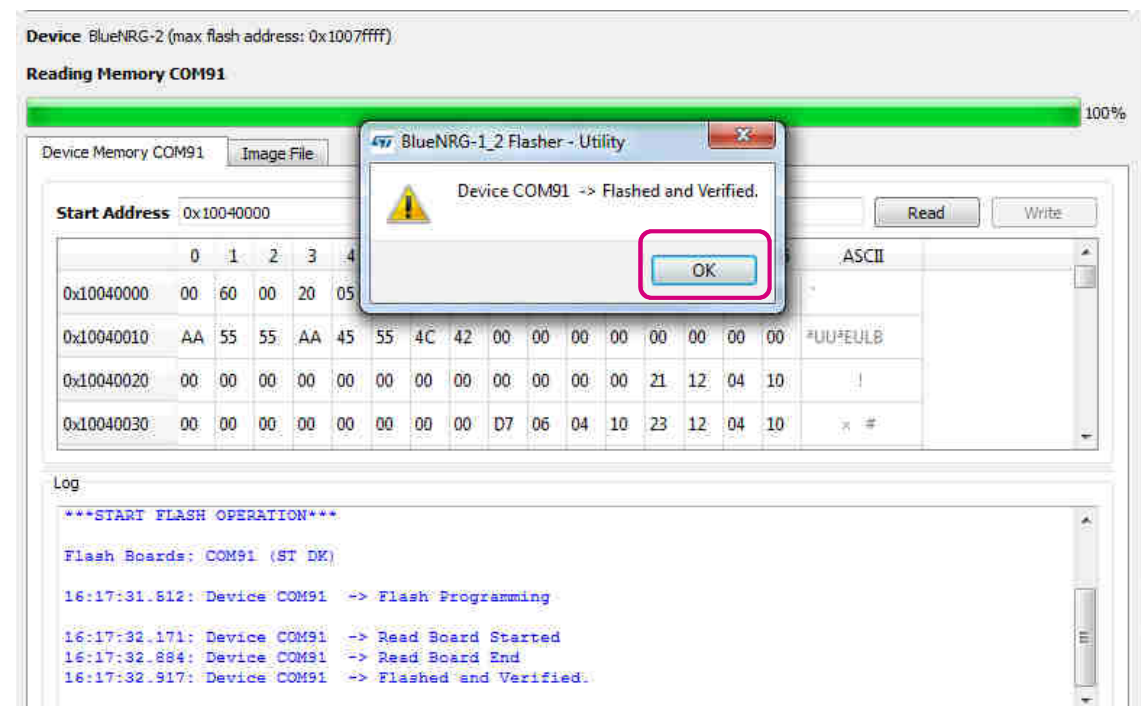 Device BlueNRG-2 (max flash address: 0x1007ffff)
Reading Memory COM91
100%
BlueNRG-1_2 Flasher - Utility
Device COM91 -> Flashed and Verified.
OK
Device Memory COM91 Image File
Start Address 0x10040000 Read Write
0 1 2 3 4 ASCII
0x10040000 00 60 00 20 05
0x10040010 AA 55 55 AA 45 55 4C 42 00 00 00 00 00 00 00 00 ªUUªEULB
0x10040020 00 00 00 00 00 00 00 00 00 00 00 00 21 12 04 10 !
0x10040030 00 00 00 00 00 00 00 00 D7 06 04 10 23 12 04 10 × #
Log
***START FLASH OPERATION***
Flash Boards: COM91 (ST DK)
16:17:31.512: Device COM91 -> Flash Programming
16:17:32.171: Device COM91 -> Read Board Started
16:17:32.884: Device COM91 -> Read Board End
16:17:32.917: Device COM91 -> Flashed and Verified.